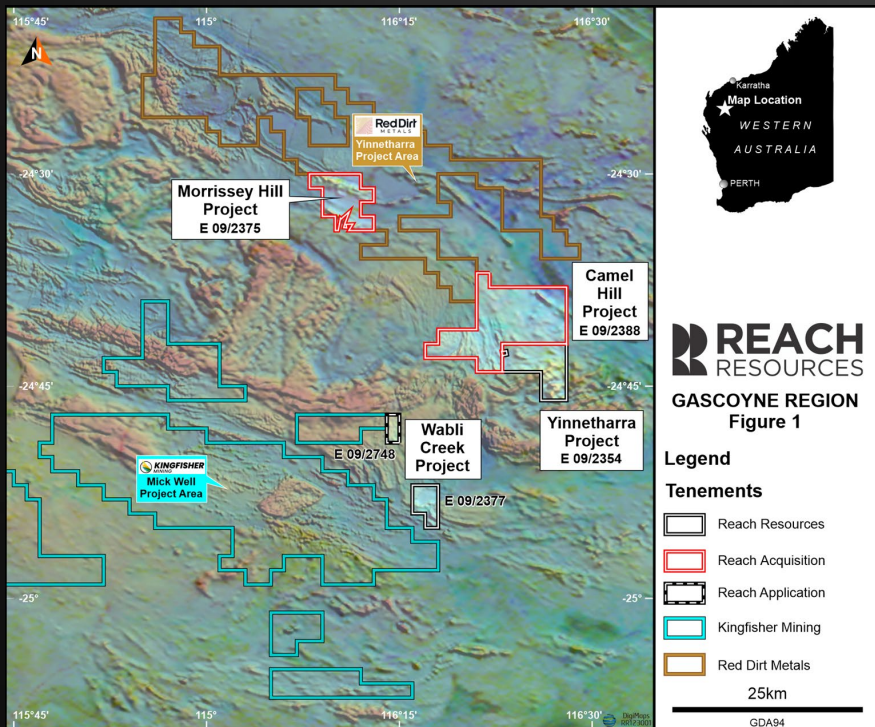 115°45'
115°
116°15'
116°30'
N
Karratha
Map Location
WESTERN
AUSTRALIA
PERTH
Red Dirt
METALS
Yinnetharra
Project Area
-24°30'
-24°30'
Morrissey Hill
Project
E 09/2375
Camel
Hill
Project
E 09/2388
REACH
RESOURCES
GASCOYNE REGION
Figure 1
-24°45'
-24°45'
Yinnetharra
Project
E 09/2354
Wabli
Creek
Project
E 09/2748
E 09/2377
KINGFISHER
MINING
Mick Well
Project Area
Legend
Tenements
Reach Resources
Reach Acquisition
Reach Application
Kingfisher Mining
Red Dirt Metals
-25°
-25°
115°45'
115°
116°15'
116°30'
25km
GDA94
DigiMaps
RR123001